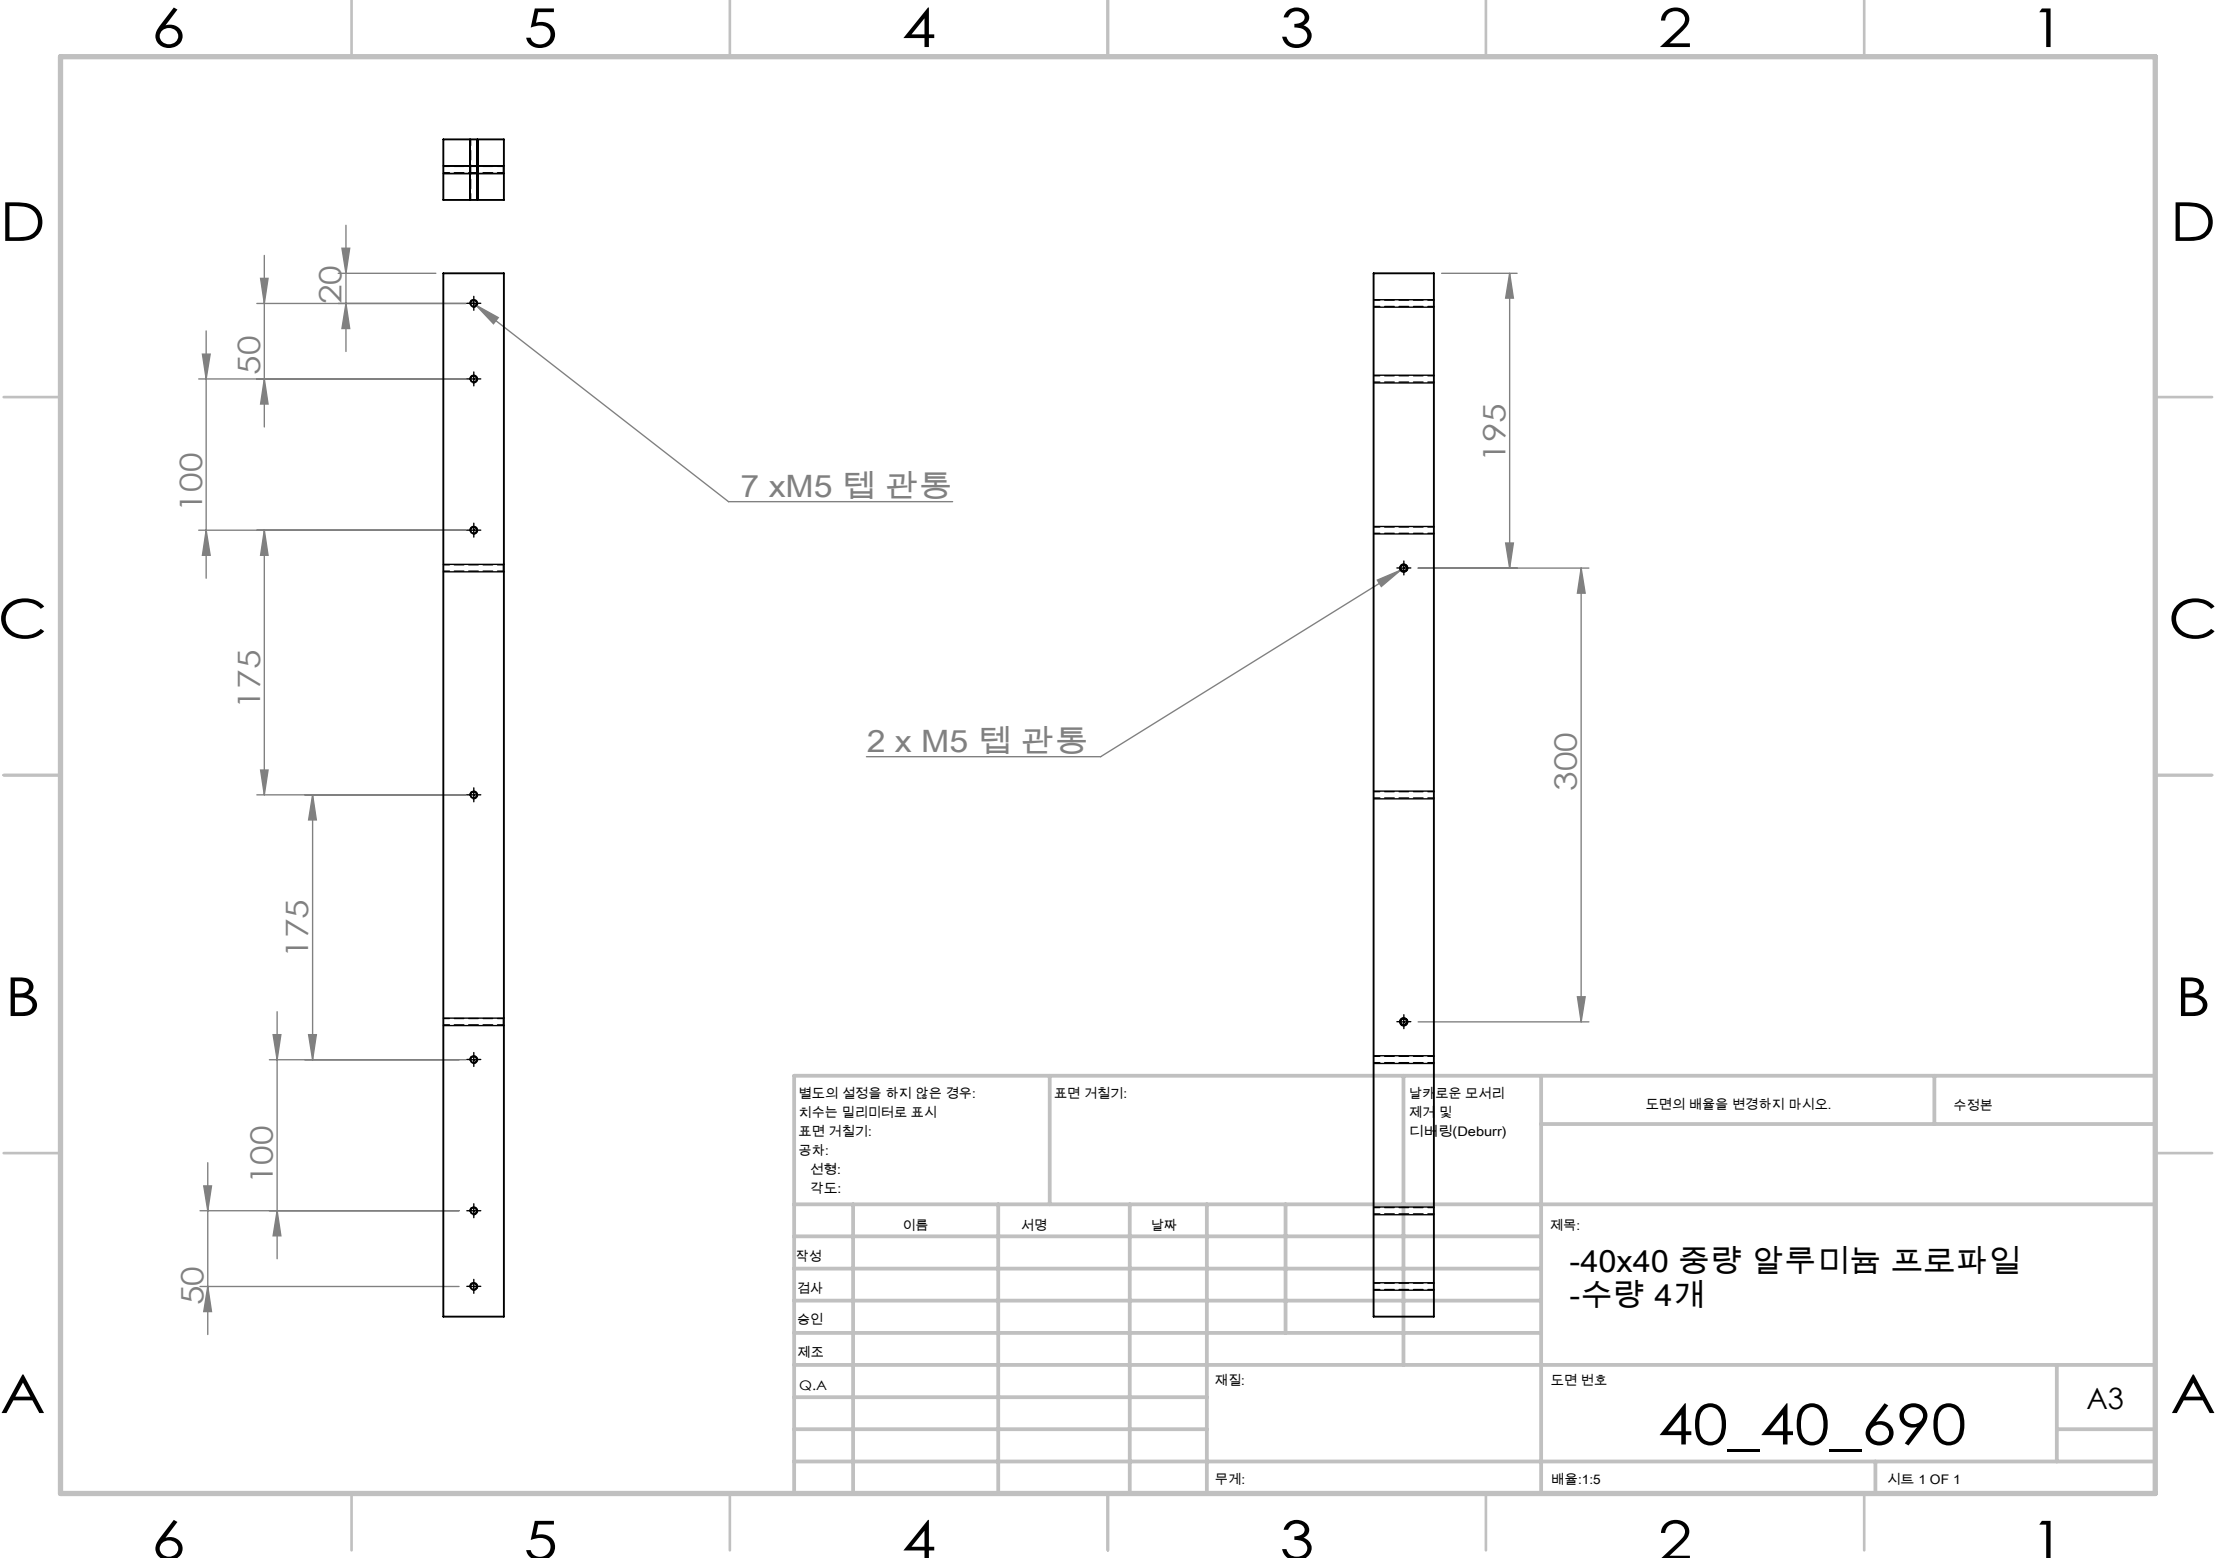 6 5 4 3 2 1
D
D
20
50
100
195
7 xM5 텝 관통
C
C
175
2 x M5 텝 관통
300
175
B
B
100
50
별도의 설정을 하지 않은 경우:
치수는 밀리미터로 표시
표면 거칠기:
공차:
선형:
각도:
표면 거칠기:
날카로운 모서리
제거 및
디버링(Deburr)
도면의 배율을 변경하지 마시오.
수정본
이름 서명 날짜
작성
검사
승인
제조
Q.A
제목:
-40x40 중량 알루미늄 프로파일
-수량 4개
재질:
도면 번호
40_40_690
A3
A
A
무게:
배율:1:5
시트 1 OF 1
6 5 4 3 2 1